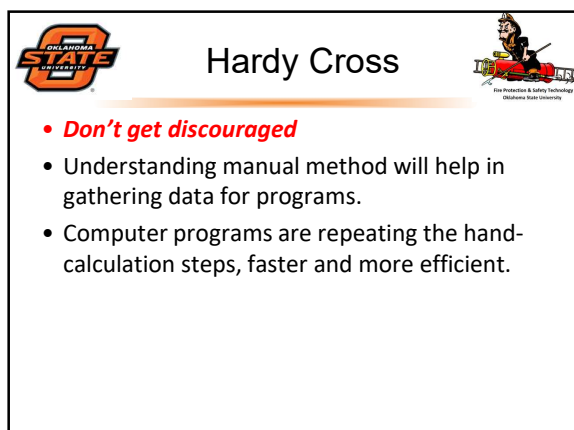 OKLAHOMA
STATE
UNIVERSITY
Hardy Cross
Fire Protection & Safety Technology
Oklahoma State University
• Don't get discouraged
• Understanding manual method will help in
gathering data for programs.
• Computer programs are repeating the hand-
calculation steps, faster and more efficient.